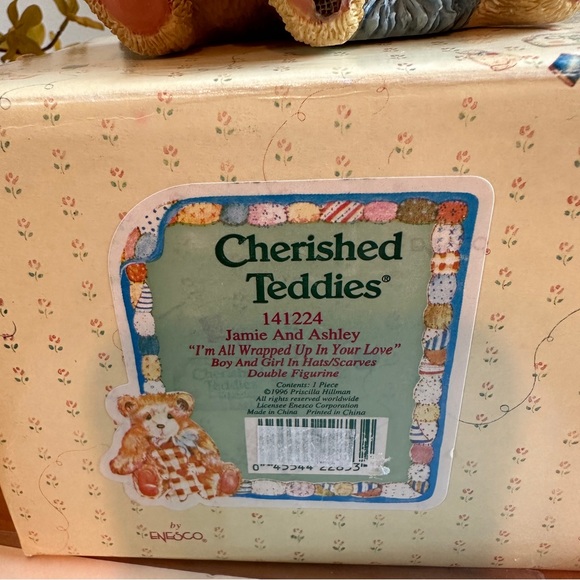 Cherished
Teddies®
141224
Jamie And Ashley
"I'm All Wrapped Up In Your Love"
Boy And Girl In Hats/Scarves
Double Figurine
Contents: 1 Piece
©1996 Priscilla Hillman
All rights reserved worldwide
Licensee Enesco Corporation
Made in China Printed in China
by
ENESCO®